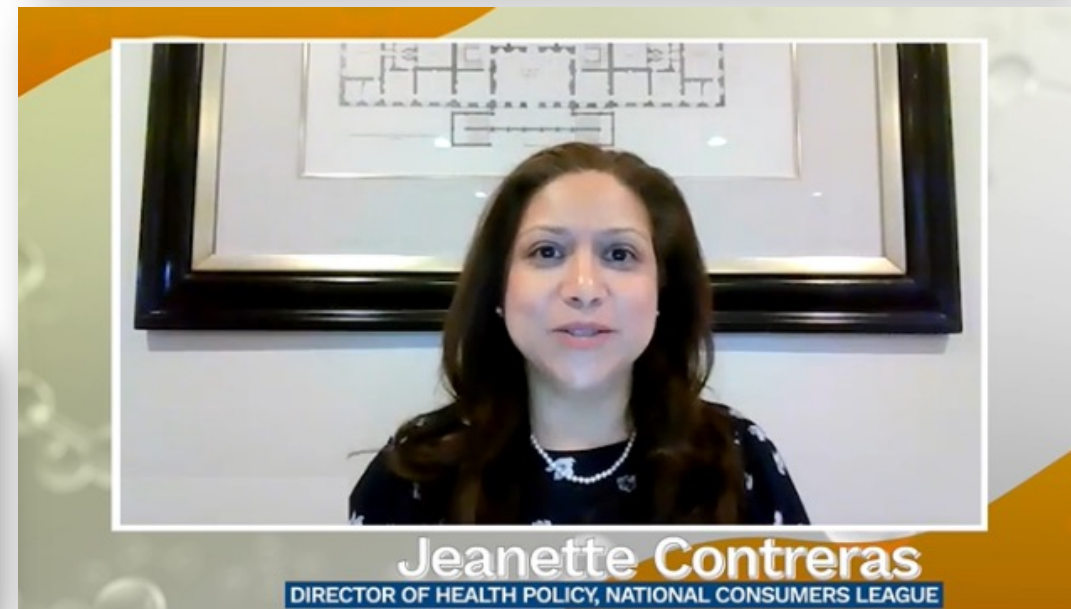 Jeanette Contreras
DIRECTOR OF HEALTH POLICY, NATIONAL CONSUMERS LEAGUE